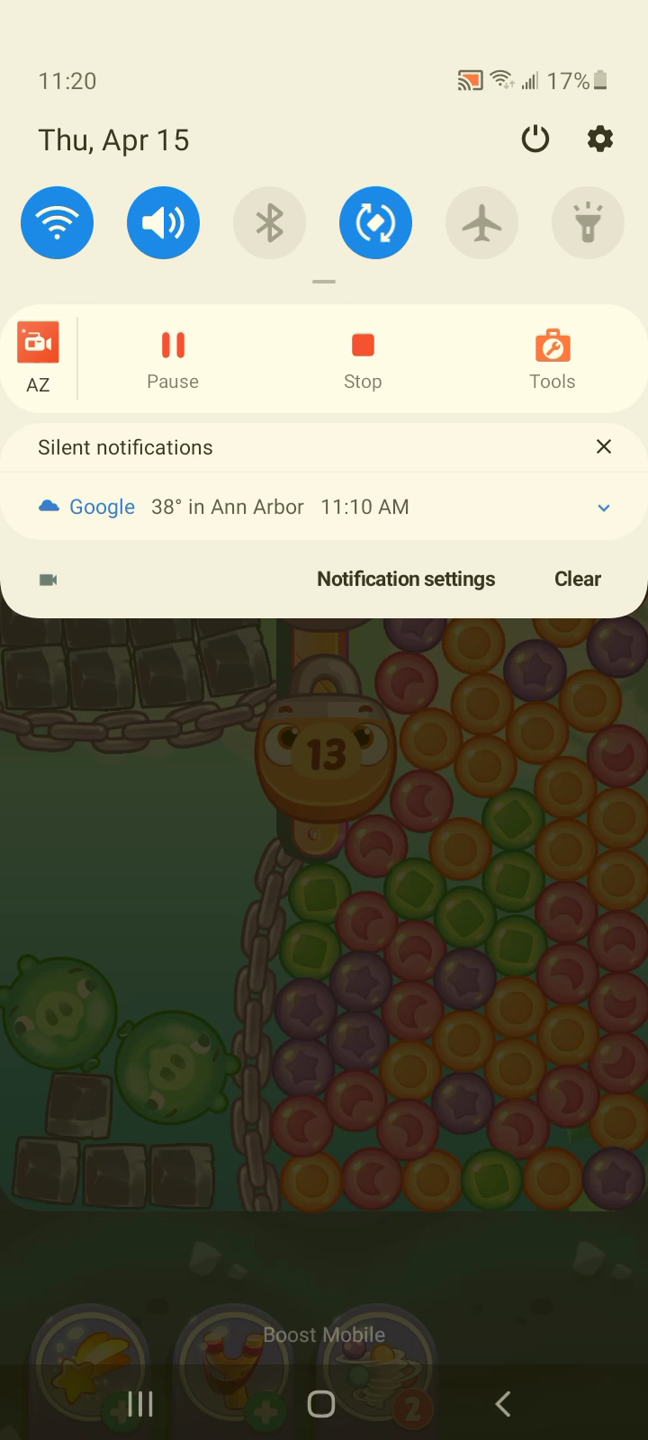 11:20
17%
Thu, Apr 15
AZ
Pause
Stop
Tools
Silent notifications
Google 38° in Ann Arbor 11:10 AM
Notification settings Clear
13
Boost Mobile
2